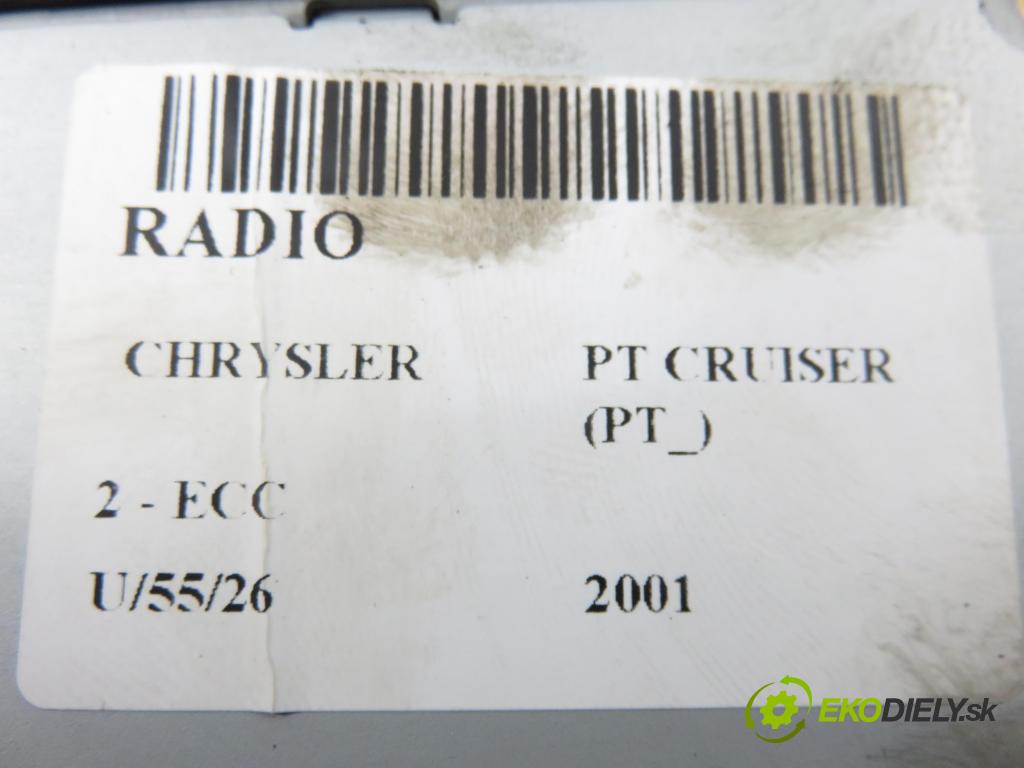 RADIO
CHRYSLER PT CRUISER
(PT_)
2 - ECC
U/55/26 2001
EKODIELY.sk